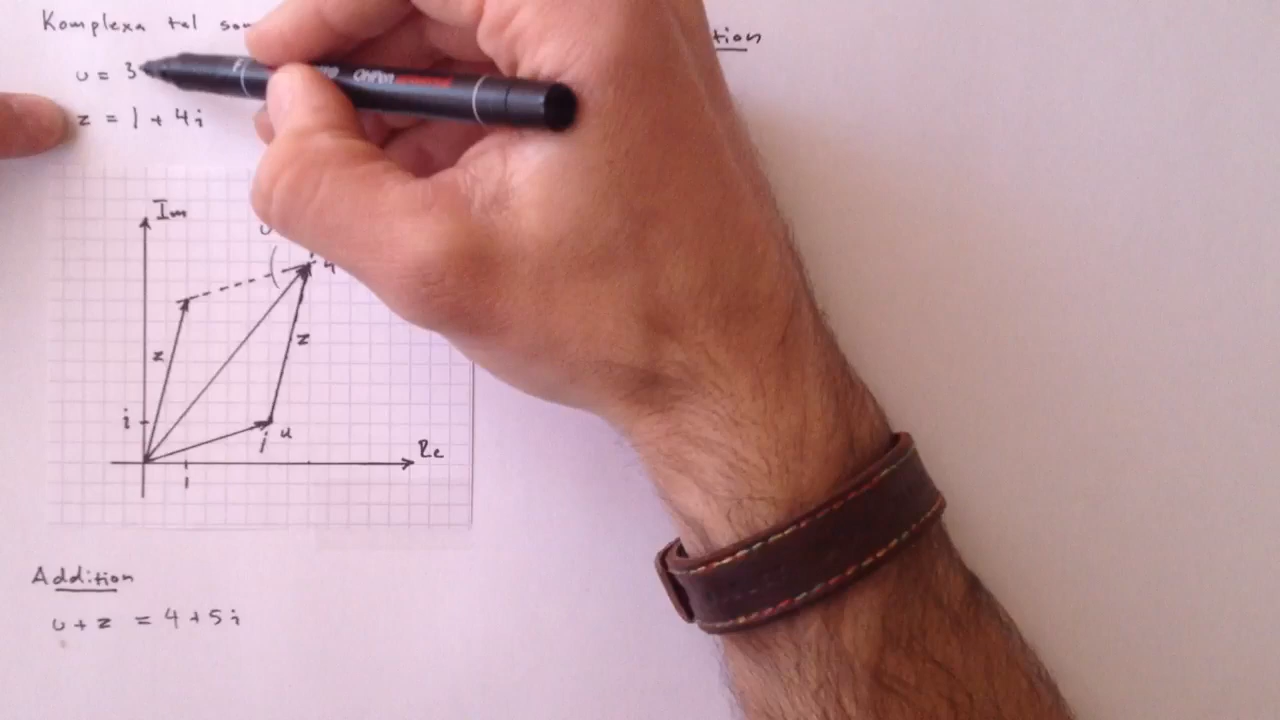 Komplexa tal
u = 3
z = 1 + 4i
Im
z
z
i
u
Re
1
Addition
u + z = 4 + 5i